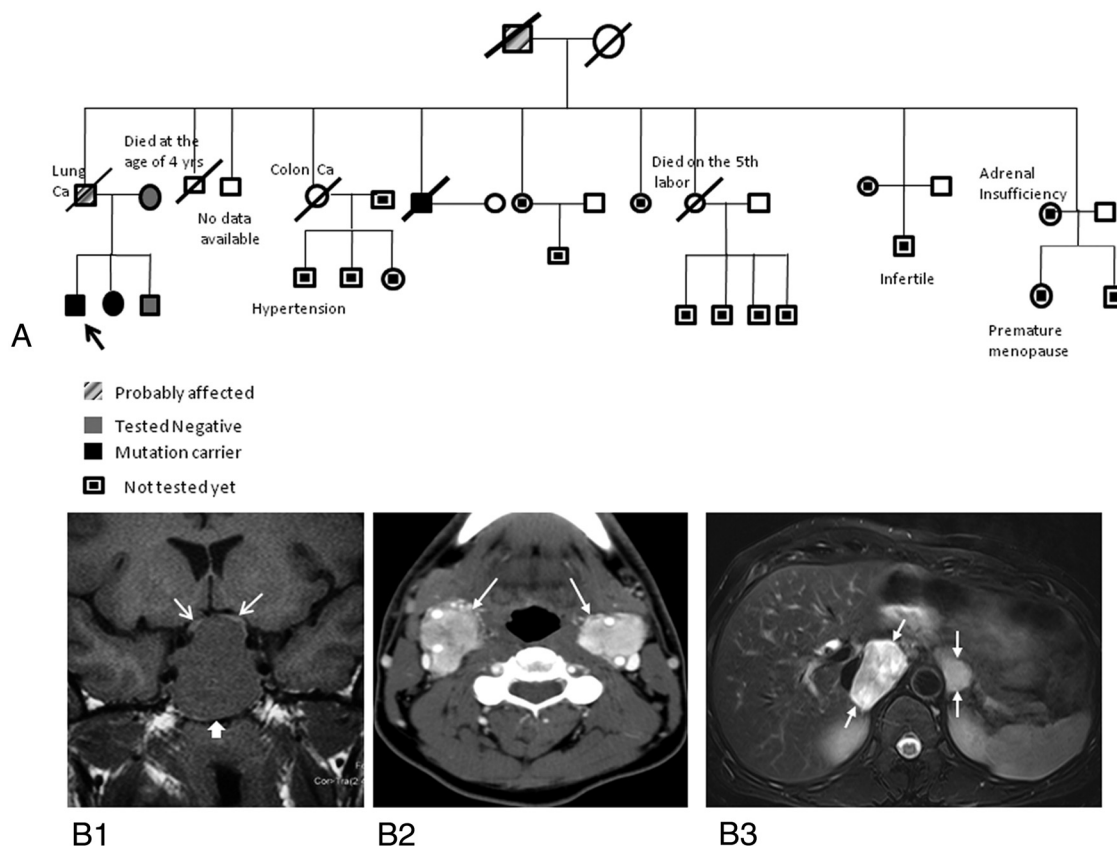 Died at the
age of 4 yrs
Lung
Ca
No data
available
Colon Ca
Hypertension
Died on the 5th
labor
Infertile
Adrenal
Insufficiency
Premature
menopause
A
Probably affected
Tested Negative
Mutation carrier
Not tested yet
B1
B2
B3